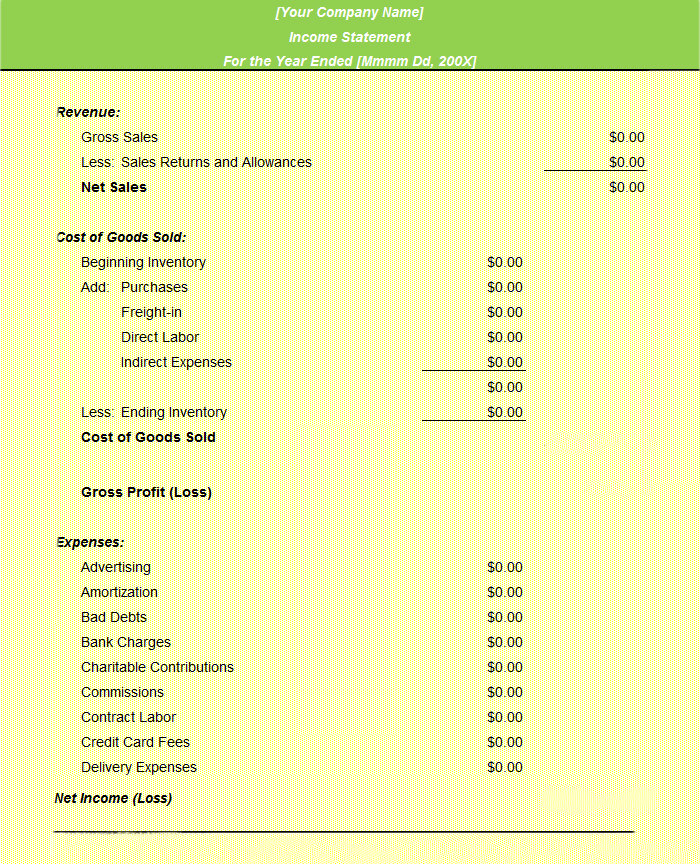 [Your Company Name]
Income Statement
For the Year Ended [Mmmm Dd, 200X]
Revenue:
Gross Sales $0.00
Less: Sales Returns and Allowances $0.00
Net Sales $0.00
Cost of Goods Sold:
Beginning Inventory $0.00
Add: Purchases $0.00
Freight-in $0.00
Direct Labor $0.00
Indirect Expenses $0.00
$0.00
Less: Ending Inventory $0.00
Cost of Goods Sold
Gross Profit (Loss)
Expenses:
Advertising $0.00
Amortization $0.00
Bad Debts $0.00
Bank Charges $0.00
Charitable Contributions $0.00
Commissions $0.00
Contract Labor $0.00
Credit Card Fees $0.00
Delivery Expenses $0.00
Net Income (Loss)